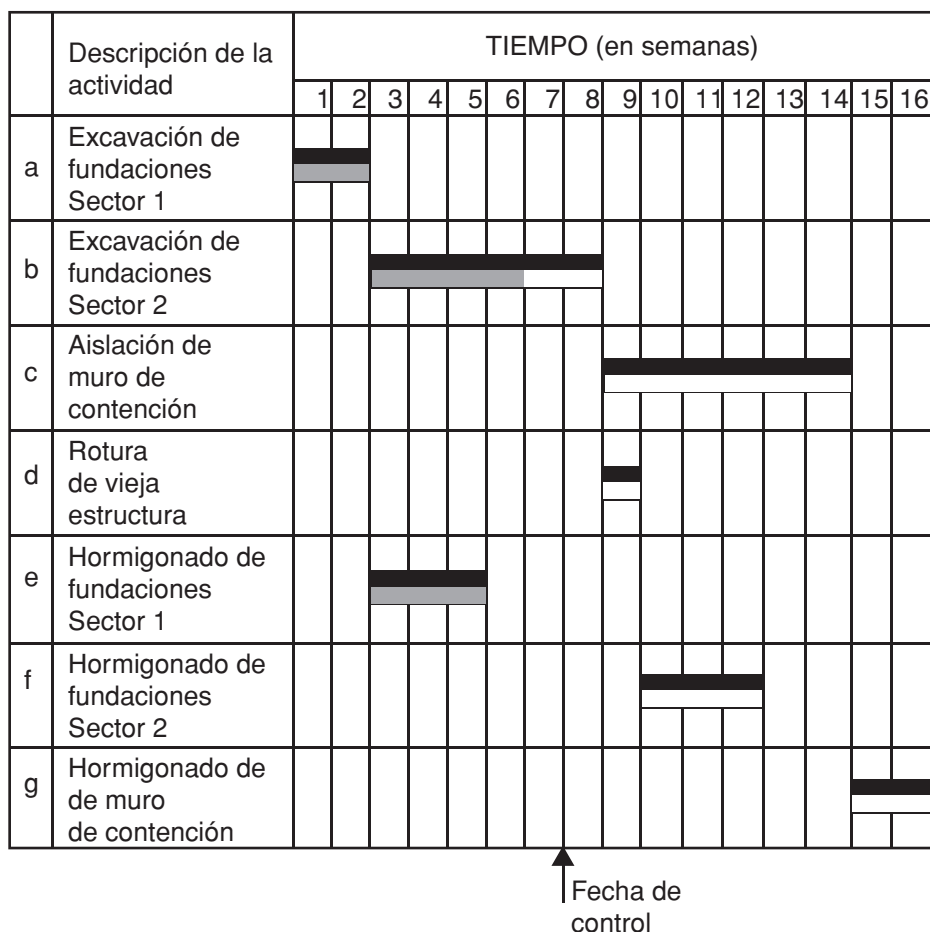 Descripción de la
actividad
TIEMPO (en semanas)
1 2 3 4 5 6 7 8 9 10 11 12 13 14 15 16
a
Excavación de
fundaciones
Sector 1
b
Excavación de
fundaciones
Sector 2
c
Aislación de
muro de
contención
d
Rotura
de vieja
estructura
e
Hormigonado de
fundaciones
Sector 1
f
Hormigonado de
fundaciones
Sector 2
g
Hormigonado de
de muro
de contención
Fecha de
control